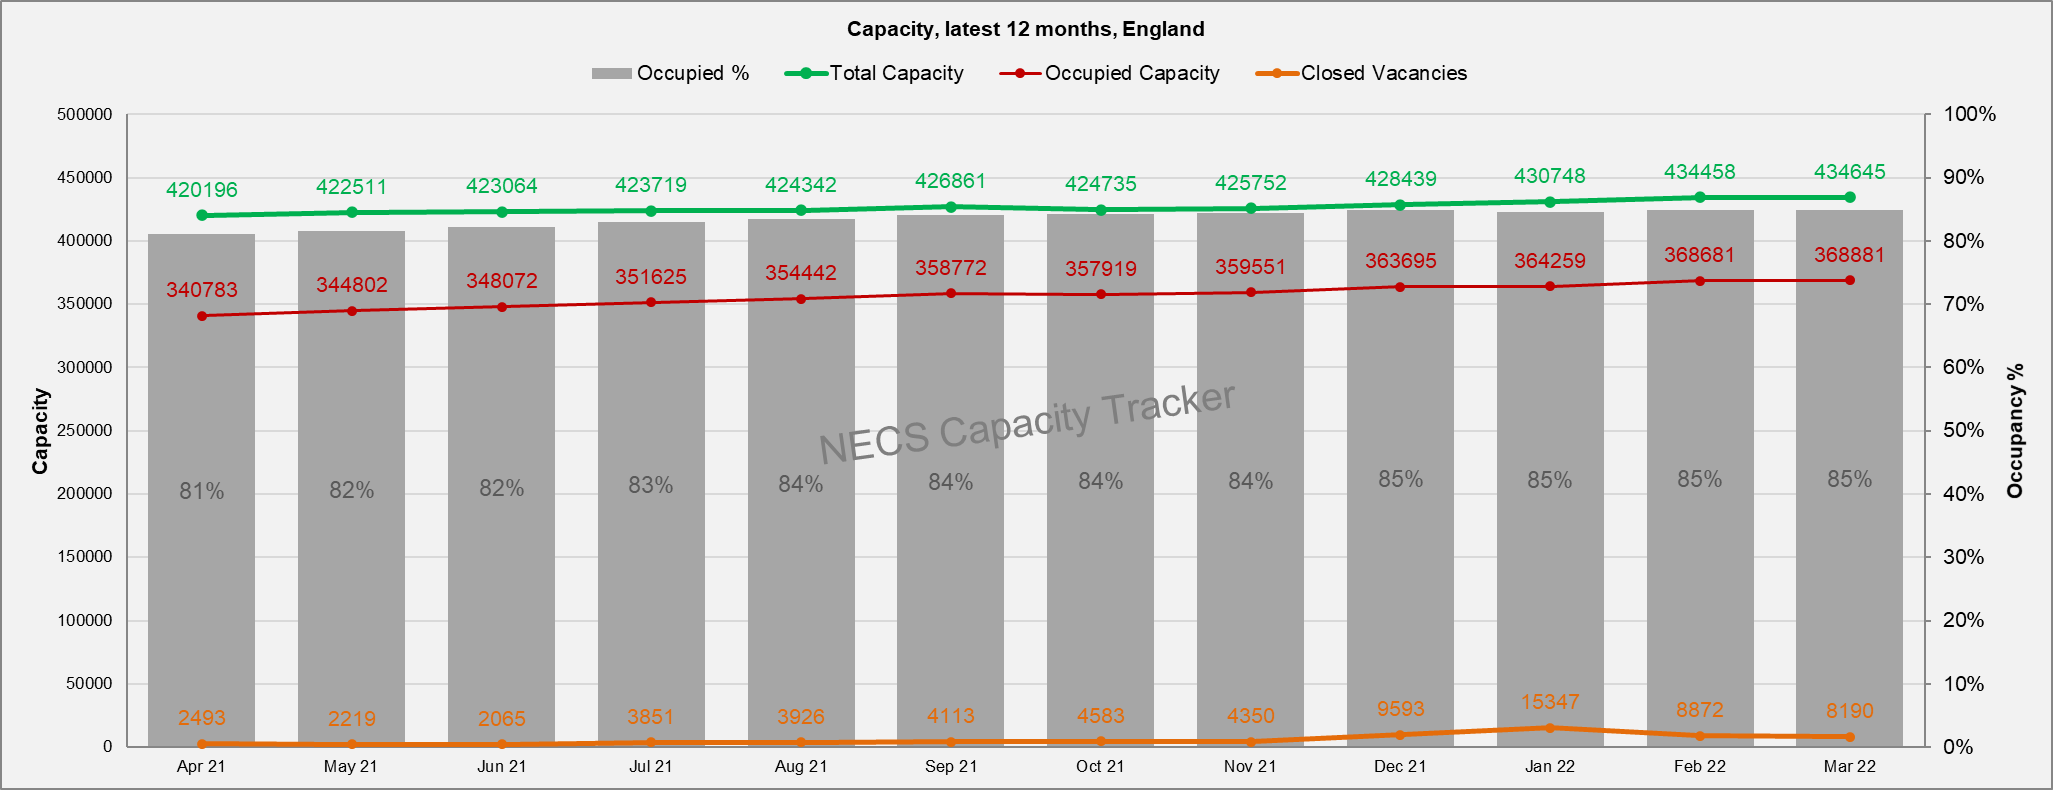 Capacity, latest 12 months, England
Occupied % Total Capacity Occupied Capacity Closed Vacancies
500000 100%
450000 90%
400000 80%
350000 70%
300000 60%
250000 50%
200000 40%
150000 30%
100000 20%
50000 10%
0 0%
Capacity
Occupancy %
420196 422511 423064 423719 424342 426861 424735 425752 428439 430748 434458 434645
340783 344802 348072 351625 354442 358772 357919 359551 363695 364259 368681 368881
NECS Capacity Tracker
81% 82% 82% 83% 84% 84% 84% 84% 85% 85% 85% 85%
2493 2219 2065 3851 3926 4113 4583 4350 9593 15347 8872 8190
Apr 21 May 21 Jun 21 Jul 21 Aug 21 Sep 21 Oct 21 Nov 21 Dec 21 Jan 22 Feb 22 Mar 22